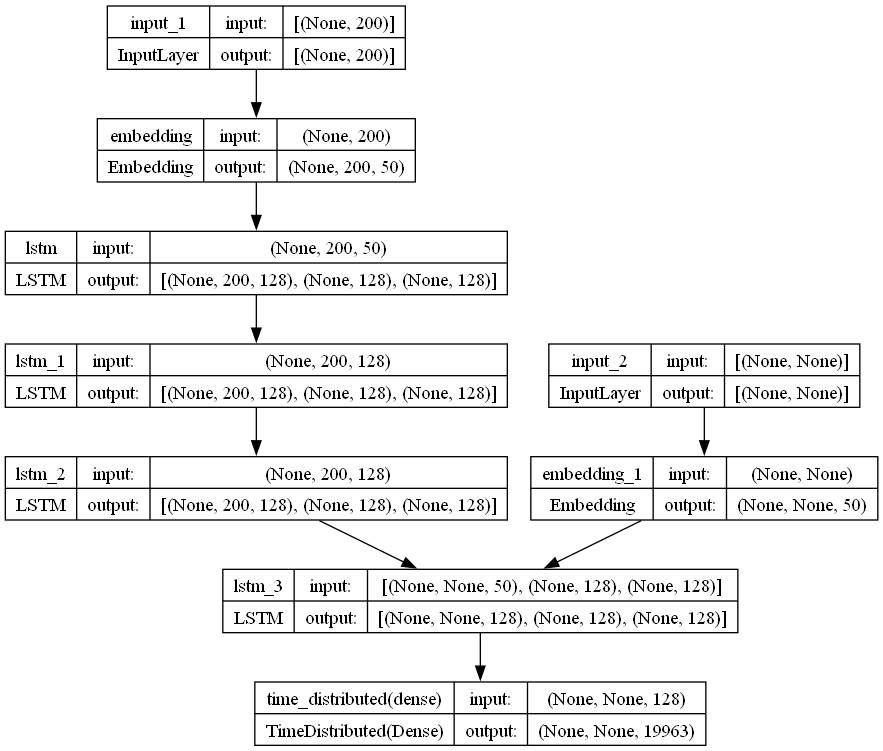 input_1 input: [(None, 200)]
InputLayer output: [(None, 200)]
embedding input: (None, 200)
Embedding output: (None, 200, 50)
lstm input: (None, 200, 50)
LSTM output: [(None, 200, 128), (None, 128), (None, 128)]
lstm_1 input: (None, 200, 128)
LSTM output: [(None, 200, 128), (None, 128), (None, 128)]
input_2 input: [(None, None)]
InputLayer output: [(None, None)]
lstm_2 input: (None, 200, 128)
LSTM output: [(None, 200, 128), (None, 128), (None, 128)]
embedding_1 input: (None, None)
Embedding output: (None, None, 50)
lstm_3 input: [(None, None, 50), (None, 128), (None, 128)]
LSTM output: [(None, None, 128), (None, 128), (None, 128)]
time_distributed(dense) input: (None, None, 128)
TimeDistributed(Dense) output: (None, None, 19963)